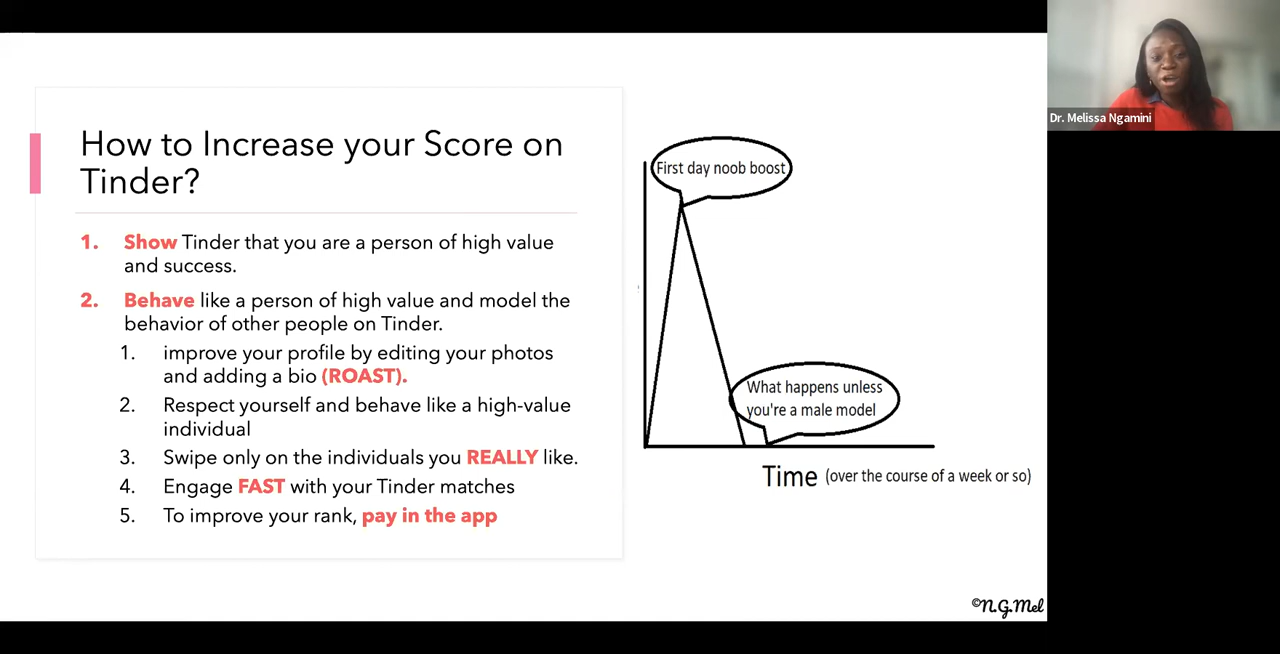 How to Increase your Score on
Tinder?
1. Show Tinder that you are a person of high value
and success.
2. Behave like a person of high value and model the
behavior of other people on Tinder.
1. improve your profile by editing your photos
and adding a bio (ROAST).
2. Respect yourself and behave like a high-value
individual
3. Swipe only on the individuals you REALLY like.
4. Engage FAST with your Tinder matches
5. To improve your rank, pay in the app
First day noob boost
What happens unless
you're a male model
Time (over the course of a week or so)
©N.G.Mel
Dr. Melissa Ngamini